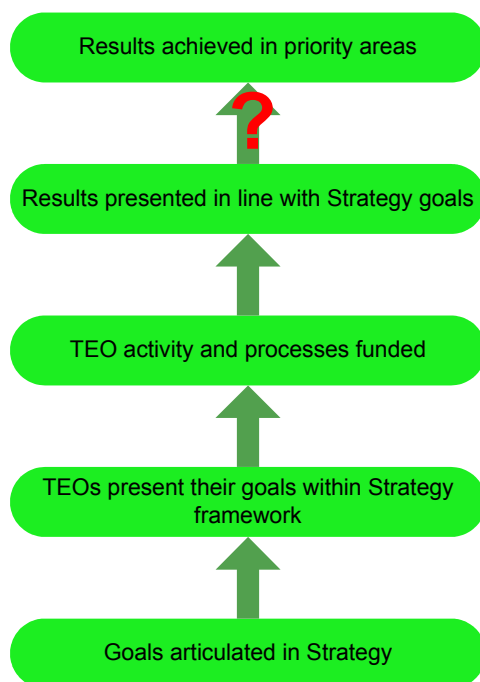 Results achieved in priority areas
?
Results presented in line with Strategy goals
TEO activity and processes funded
TEOs present their goals within Strategy
framework
Goals articulated in Strategy